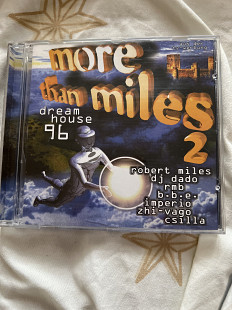 more
than miles
2
dream
house
96
robert miles
dj dado
rmb
b.b.e.
imperio
zhi-vago
csilla